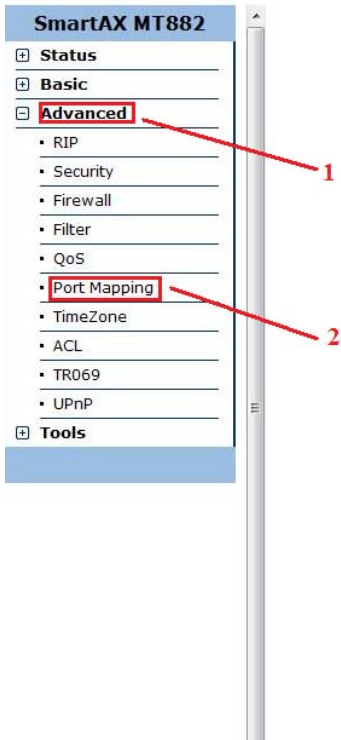 SmartAX MT882
Status
Basic
Advanced
RIP
1
Security
Firewall
Filter
QoS
Port Mapping
TimeZone
2
ACL
TR069
UPnP
Tools